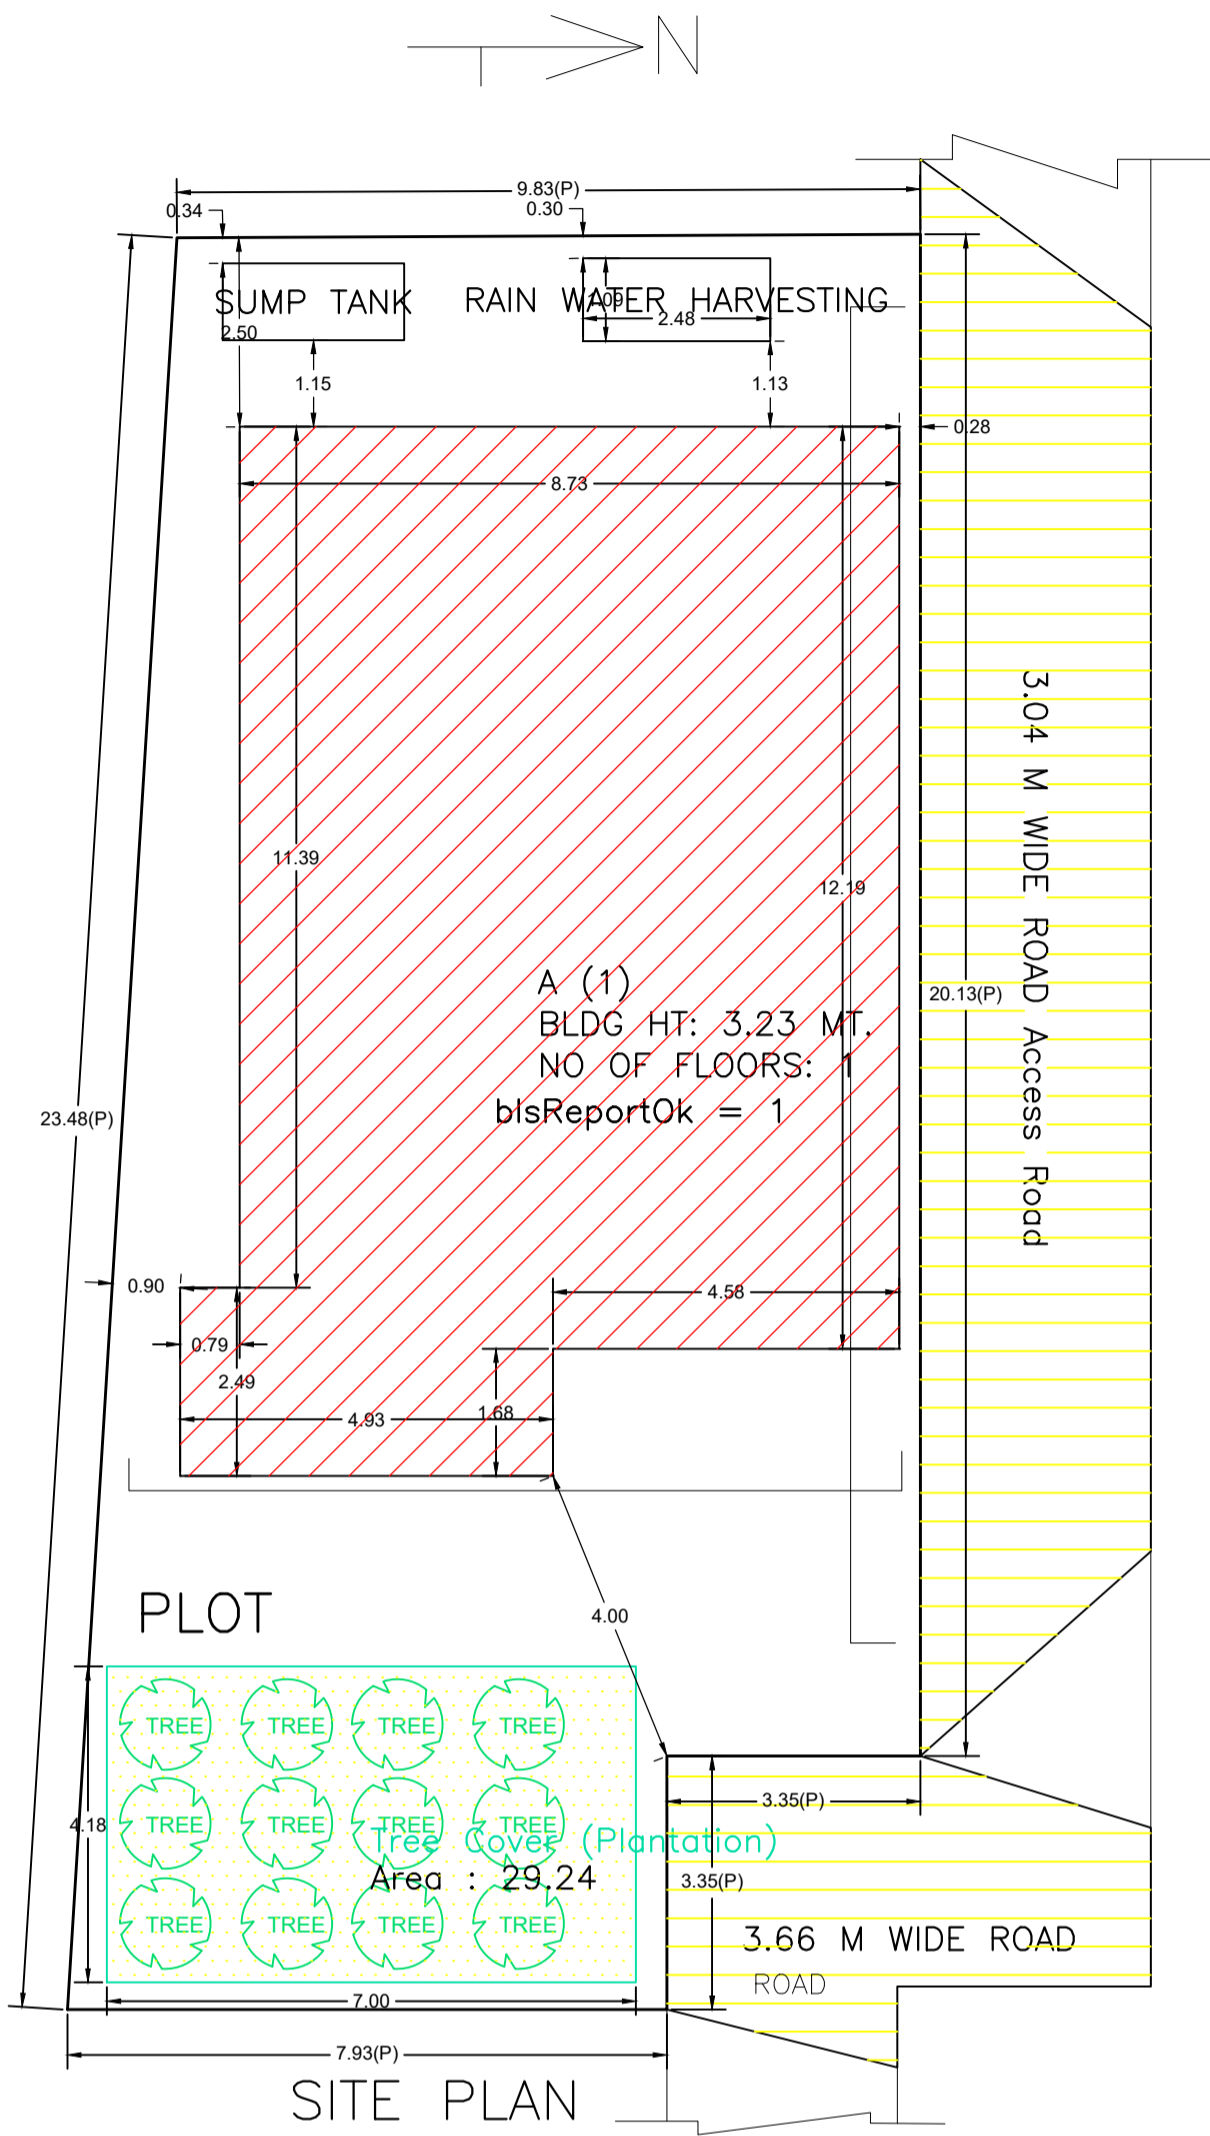 N
9.83(P)
0.34
0.30
SUMP TANK
RAIN WATER HARVESTING
1.09
2.48
2.50
1.15
1.13
0.28
8.73
3.04 M WIDE ROAD Access Road
11.39
12.19
A (1)
BLDG HT: 3.23 MT.
NO OF FLOORS: 1
bIsReportOk = 1
20.13(P)
23.48(P)
0.90
4.58
0.79
2.49
4.93
1.68
PLOT
4.00
TREE TREE TREE TREE
3.35(P)
4.18
TREE TREE TREE TREE
Tree Cover (Plantation)
Area : 29.24
3.35(P)
TREE TREE TREE TREE
3.66 M WIDE ROAD
ROAD
7.00
7.93(P)
SITE PLAN